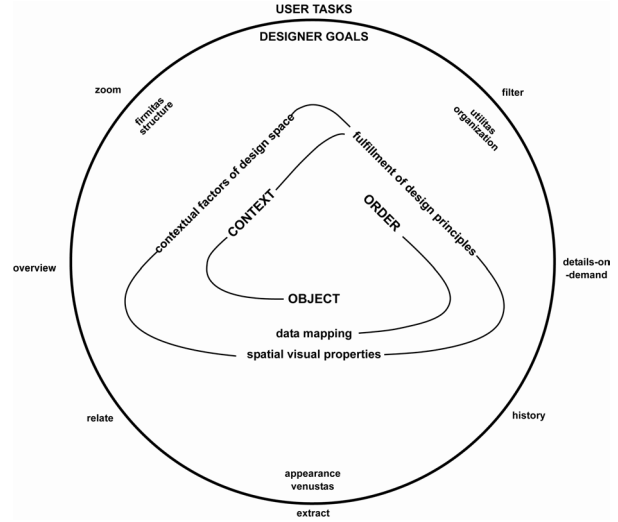 USER TASKS
DESIGNER GOALS
zoom
filter
firmitas
structure
utilitas
organization
contextual factors of design space
fulfillment of design principles
CONTEXT
ORDER
overview
details-on
-demand
OBJECT
data mapping
spatial visual properties
relate
history
appearance
venustas
extract